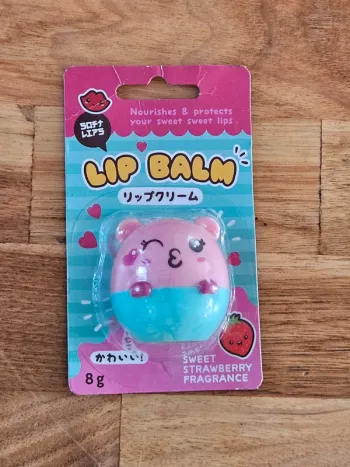 Nourishes & protects
your sweet sweet lips.
SOFT
LIPS
LIP BALM
リップクリーム
かわいい!
8g
SWEET
STRAWBERRY
FRAGRANCE